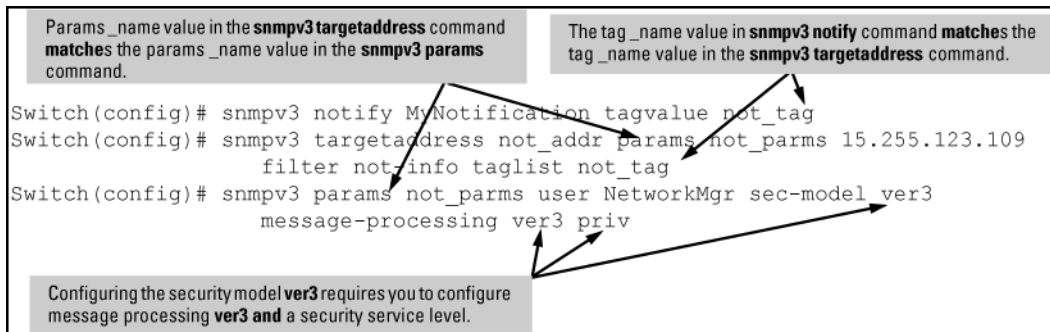 Params _name value in the snmpv3 targetaddress command
matches the params _name value in the snmpv3 params
command.
The tag _name value in snmpv3 notify command matches the
tag _name value in the snmpv3 targetaddress command.
Switch(config)# snmpv3 notify MyNotification tagvalue not_tag
Switch(config)# snmpv3 targetaddress not_addr params not_parms 15.255.123.109
filter not-info taglist not_tag
Switch(config)# snmpv3 params not_parms user NetworkMgr sec-model ver3
message-processing ver3 priv
Configuring the security model ver3 requires you to configure
message processing ver3 and a security service level.